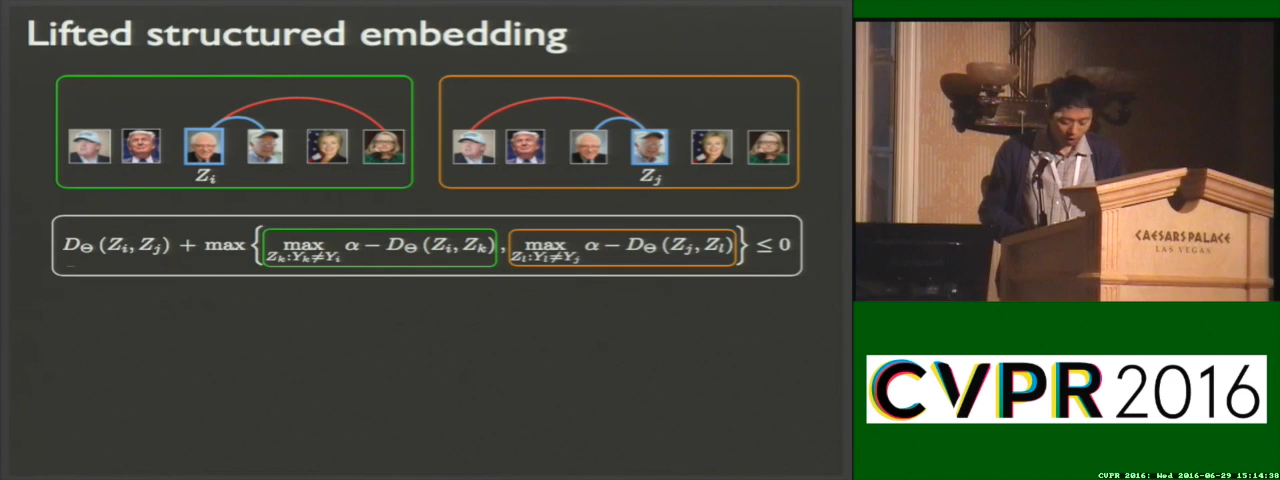 Lifted structured embedding
Z_i
Z_j
D_Θ (Z_i, Z_j) + max { max_{Z_k:Y_k≠Y_i} α − D_Θ (Z_i, Z_k), max_{Z_l:Y_l≠Y_j} α − D_Θ (Z_j, Z_l) } ≤ 0
CAESARS PALACE
LAS VEGAS
CVPR 2016
CVPR 2016: Wed 2016-06-29 15:14:38